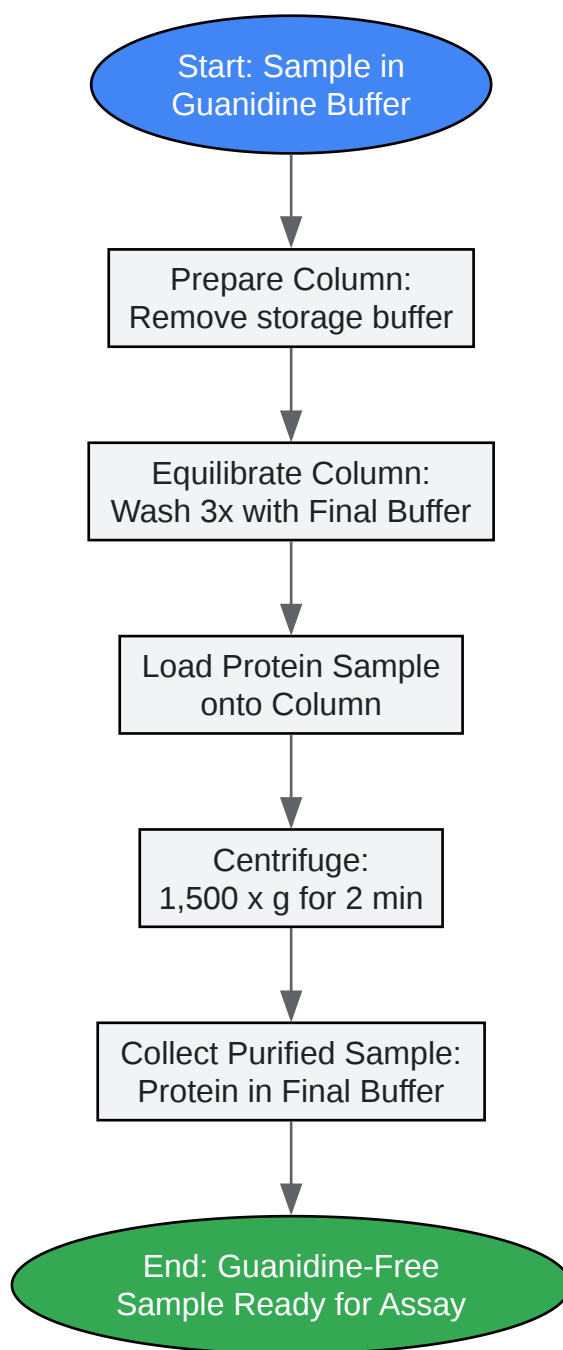 Start: Sample in
Guanidine Buffer
Prepare Column:
Remove storage buffer
Equilibrate Column:
Wash 3x with Final Buffer
Load Protein Sample
onto Column
Centrifuge:
1,500 x g for 2 min
Collect Purified Sample:
Protein in Final Buffer
End: Guanidine-Free
Sample Ready for Assay